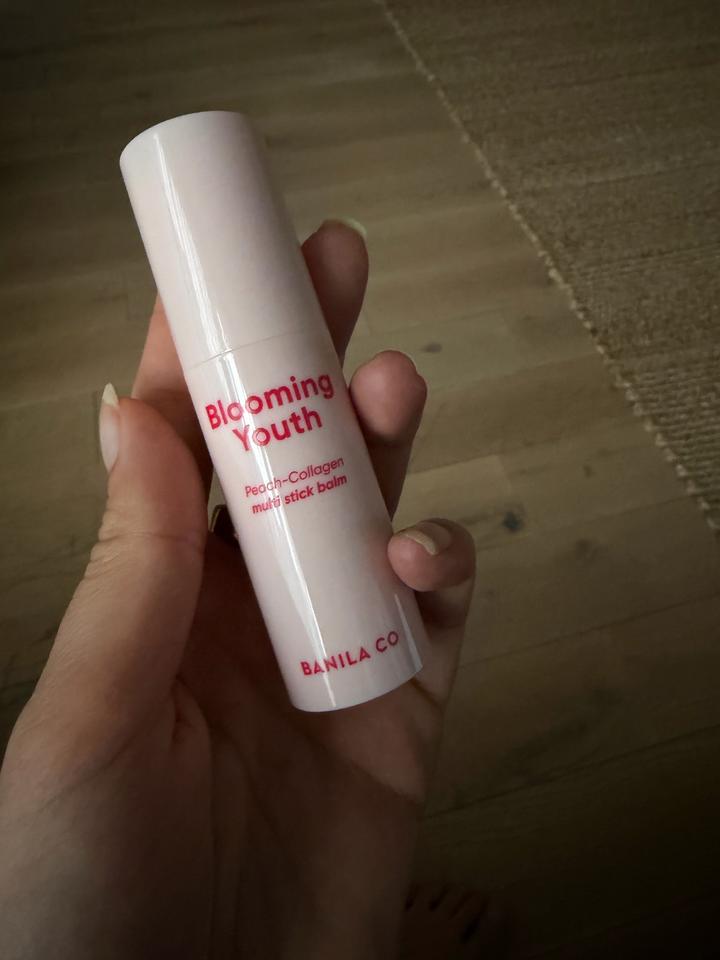 Blooming
Youth
Peach-Collagen
multi stick balm
BANILA CO